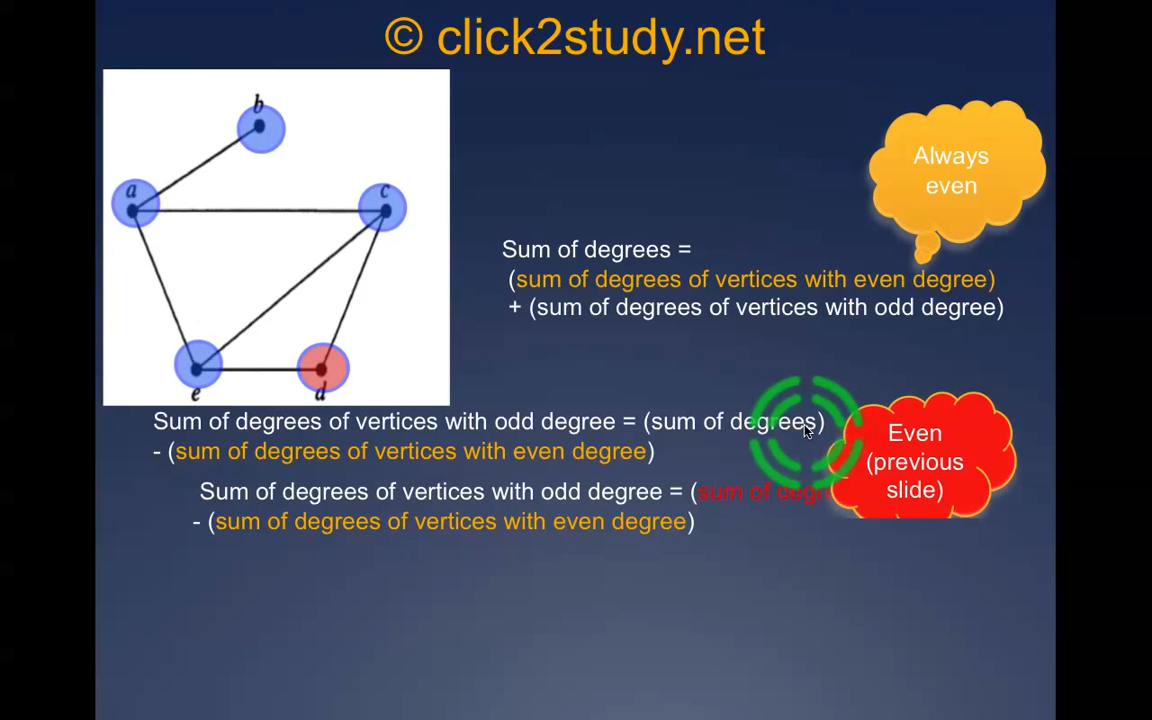 © click2study.net
b
a
c
e
d
Always
even
Sum of degrees =
(sum of degrees of vertices with even degree)
+ (sum of degrees of vertices with odd degree)
Sum of degrees of vertices with odd degree = (sum of degrees)
- (sum of degrees of vertices with even degree)
Even
(previous
slide)
Sum of degrees of vertices with odd degree = (sum of
- (sum of degrees of vertices with even degree)